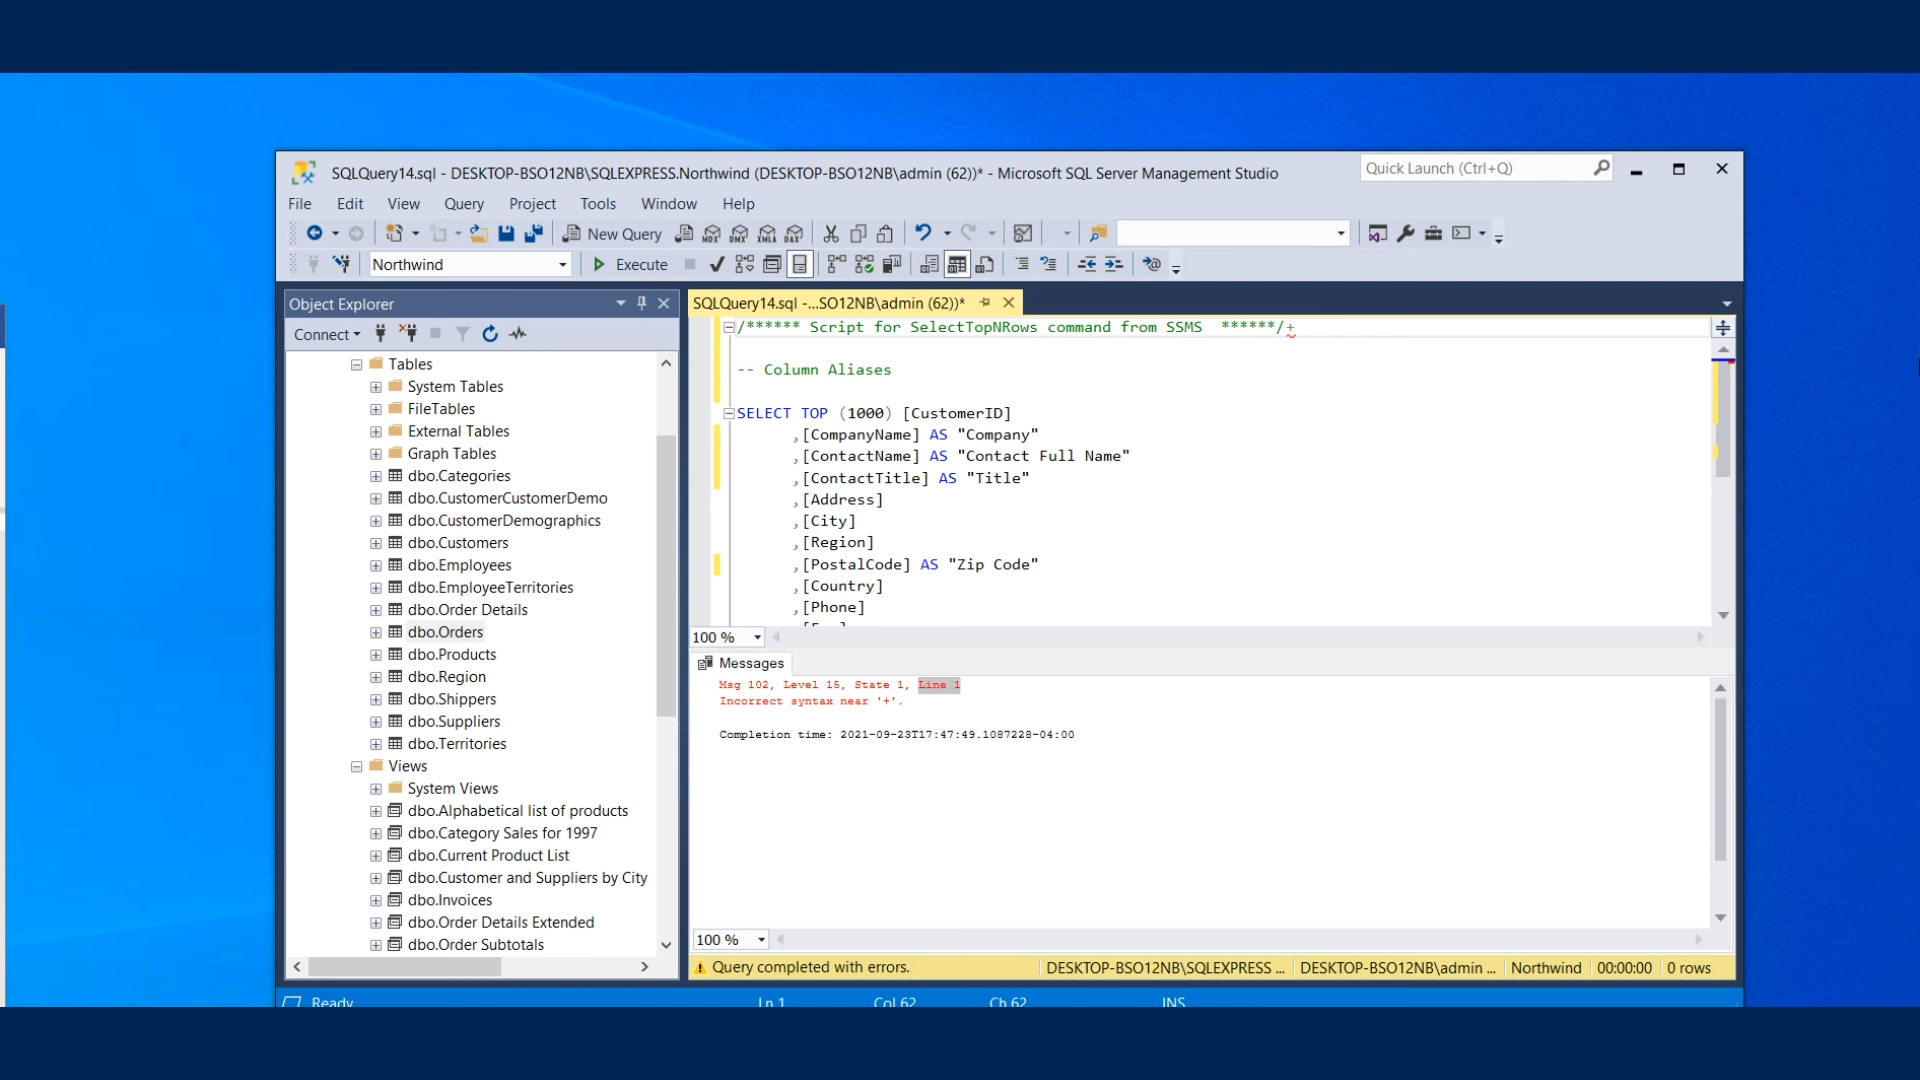 SQLQuery14.sql - DESKTOP-BSO12NB\SQLEXPRESS.Northwind (DESKTOP-BSO12NB\admin (62))* - Microsoft SQL Server Management Studio
Quick Launch (Ctrl+Q)
File Edit View Query Project Tools Window Help
New Query
MDX DMX XMLA DAX
Northwind
Execute
Object Explorer
Connect
Tables
System Tables
FileTables
External Tables
Graph Tables
dbo.Categories
dbo.CustomerCustomerDemo
dbo.CustomerDemographics
dbo.Customers
dbo.Employees
dbo.EmployeeTerritories
dbo.Order Details
dbo.Orders
dbo.Products
dbo.Region
dbo.Shippers
dbo.Suppliers
dbo.Territories
Views
System Views
dbo.Alphabetical list of products
dbo.Category Sales for 1997
dbo.Current Product List
dbo.Customer and Suppliers by City
dbo.Invoices
dbo.Order Details Extended
dbo.Order Subtotals
SQLQuery14.sql -...SO12NB\admin (62))*
/****** Script for SelectTopNRows command from SSMS  ******/+
-- Column Aliases
SELECT TOP (1000) [CustomerID]
,[CompanyName] AS "Company"
,[ContactName] AS "Contact Full Name"
,[ContactTitle] AS "Title"
,[Address]
,[City]
,[Region]
,[PostalCode] AS "Zip Code"
,[Country]
,[Phone]
100 %
Messages
Msg 102, Level 15, State 1, Line 1
Incorrect syntax near '+'.
Completion time: 2021-09-23T17:47:49.1087228-04:00
100 %
Query completed with errors.
DESKTOP-BSO12NB\SQLEXPRESS ...
DESKTOP-BSO12NB\admin ...
Northwind
00:00:00
0 rows
Ready
Ln 1
Col 62
Ch 62
INS